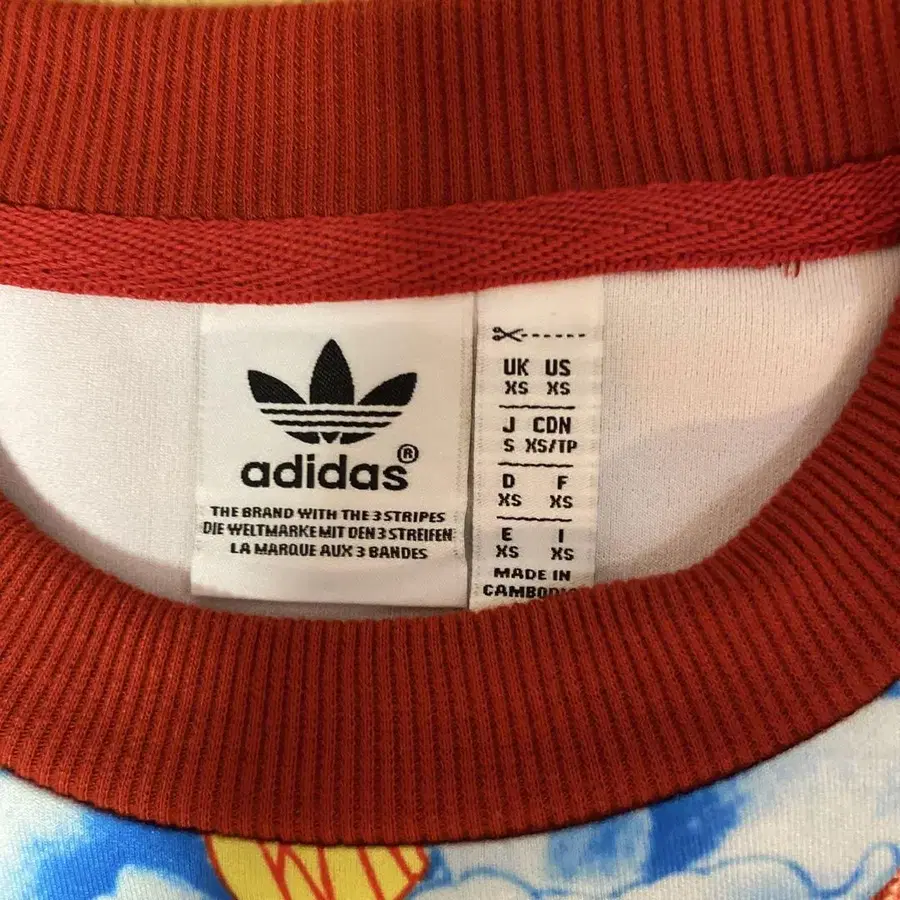 adidas®
THE BRAND WITH THE 3 STRIPES
DIE WELTMARKE MIT DEN 3 STREIFEN
LA MARQUE AUX 3 BANDES
UK US
XS XS
J CDN
S XS/TP
D F
XS XS
E I
XS XS
MADE IN